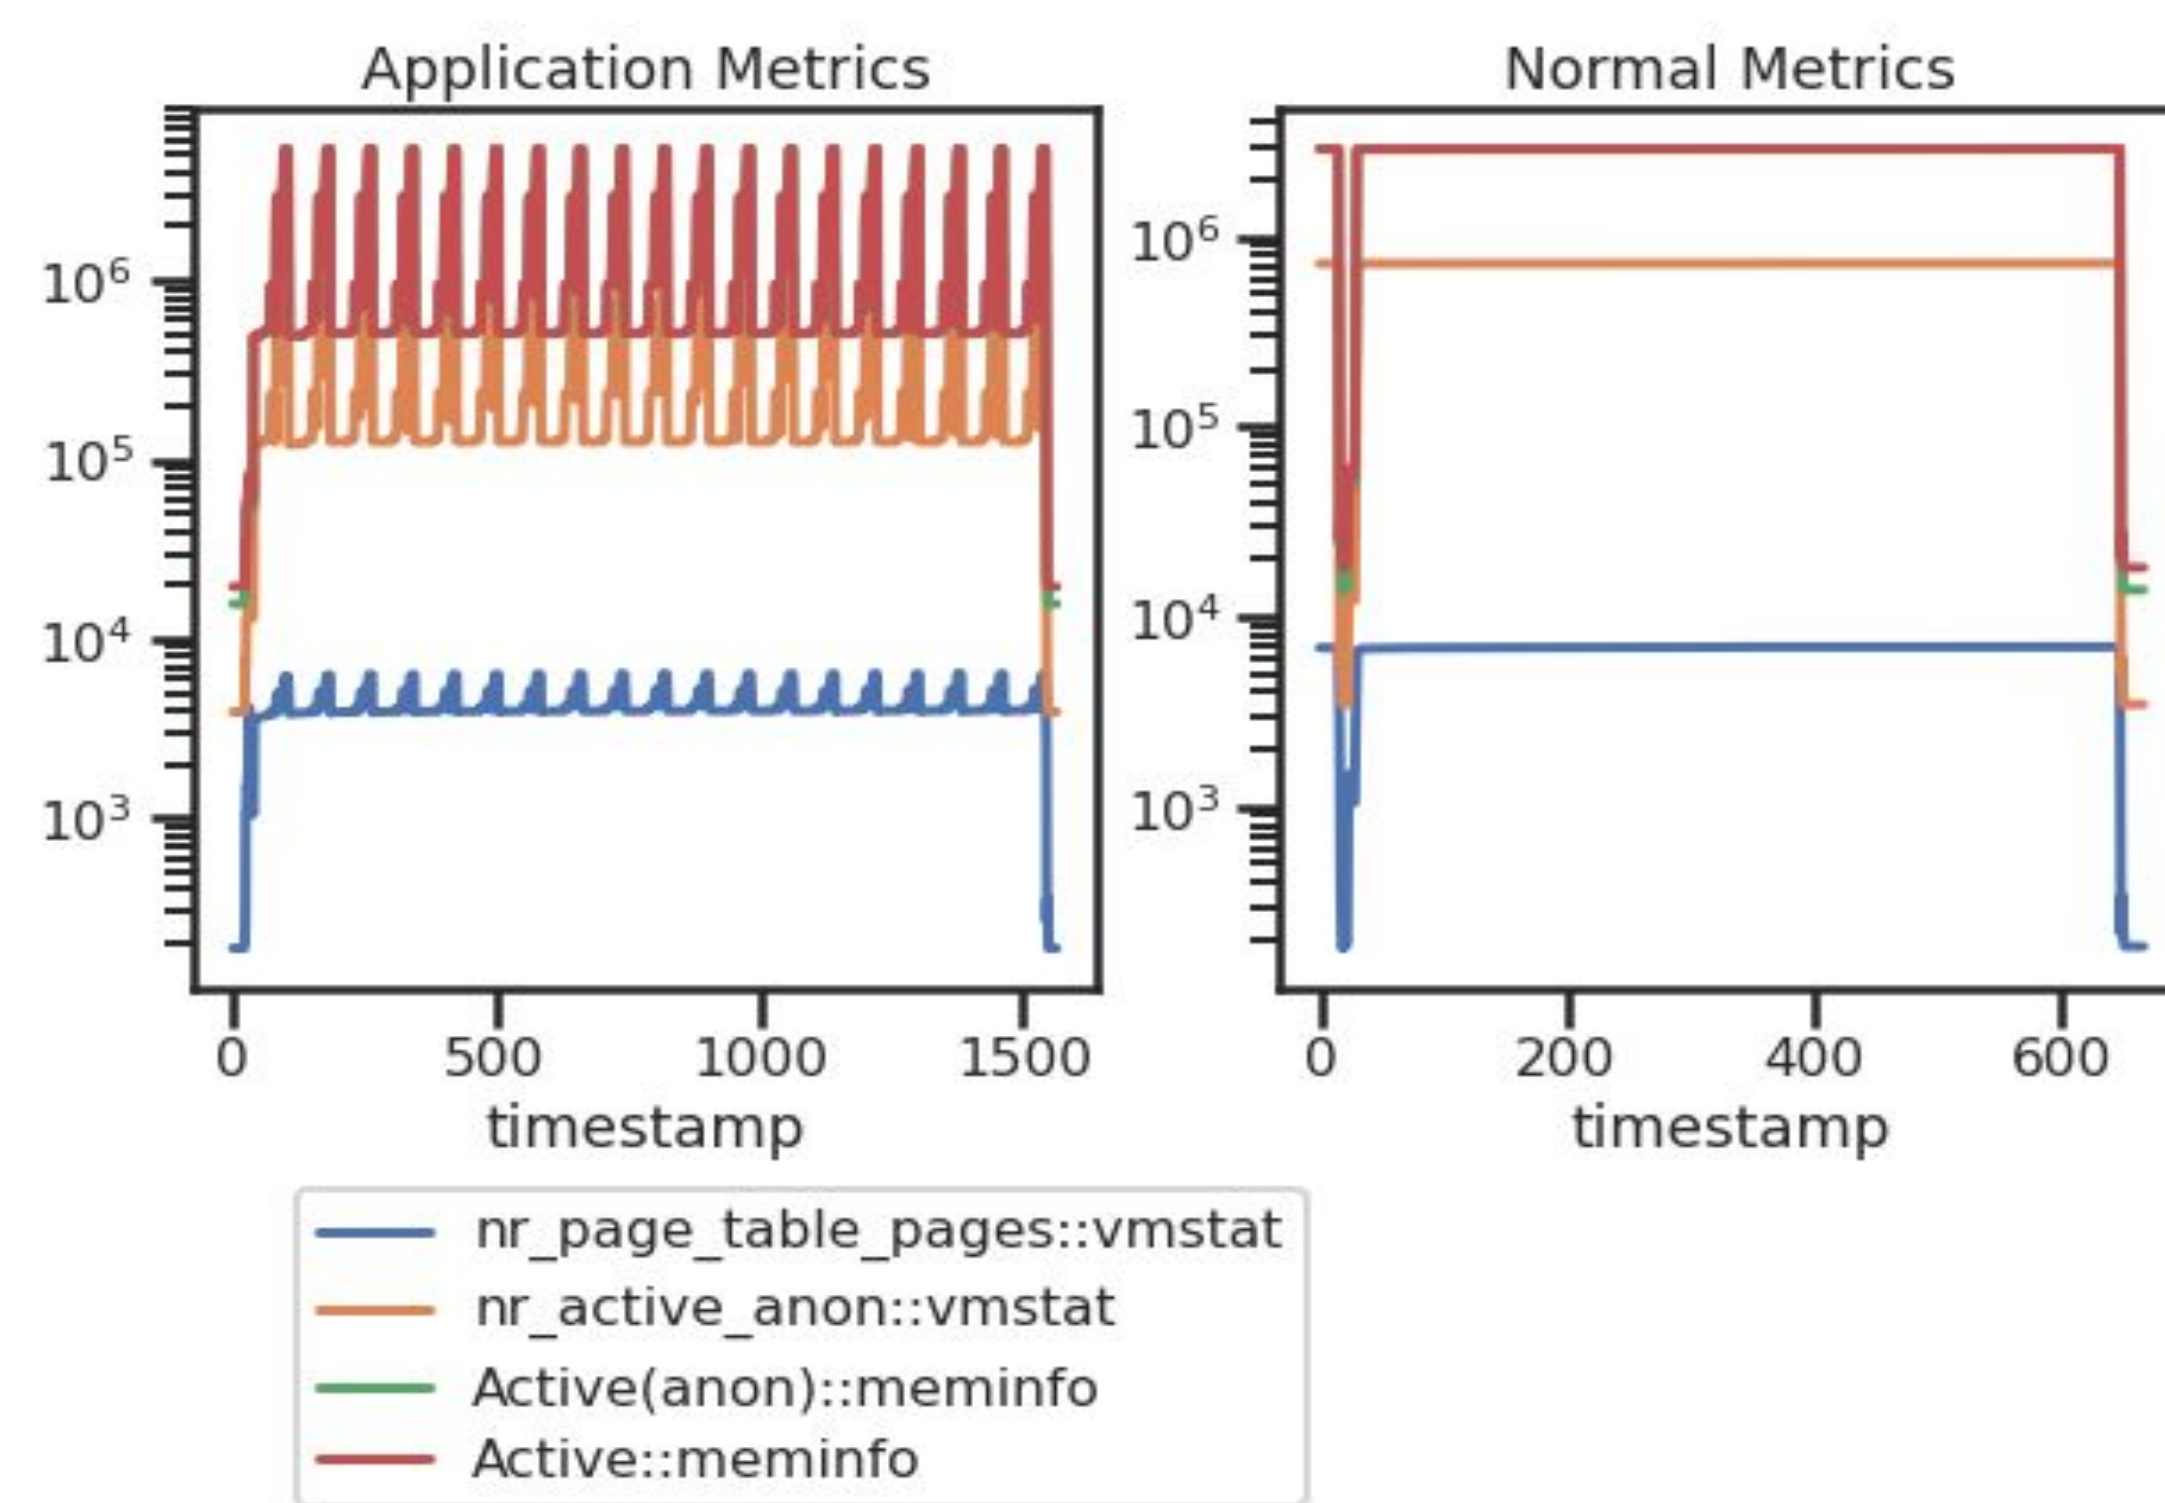 Application Metrics
10⁶
10⁵
10⁴
10³
0 500 1000 1500
timestamp
Normal Metrics
10⁶
10⁵
10⁴
10³
0 200 400 600
timestamp
nr_page_table_pages::vmstat
nr_active_anon::vmstat
Active(anon)::meminfo
Active::meminfo